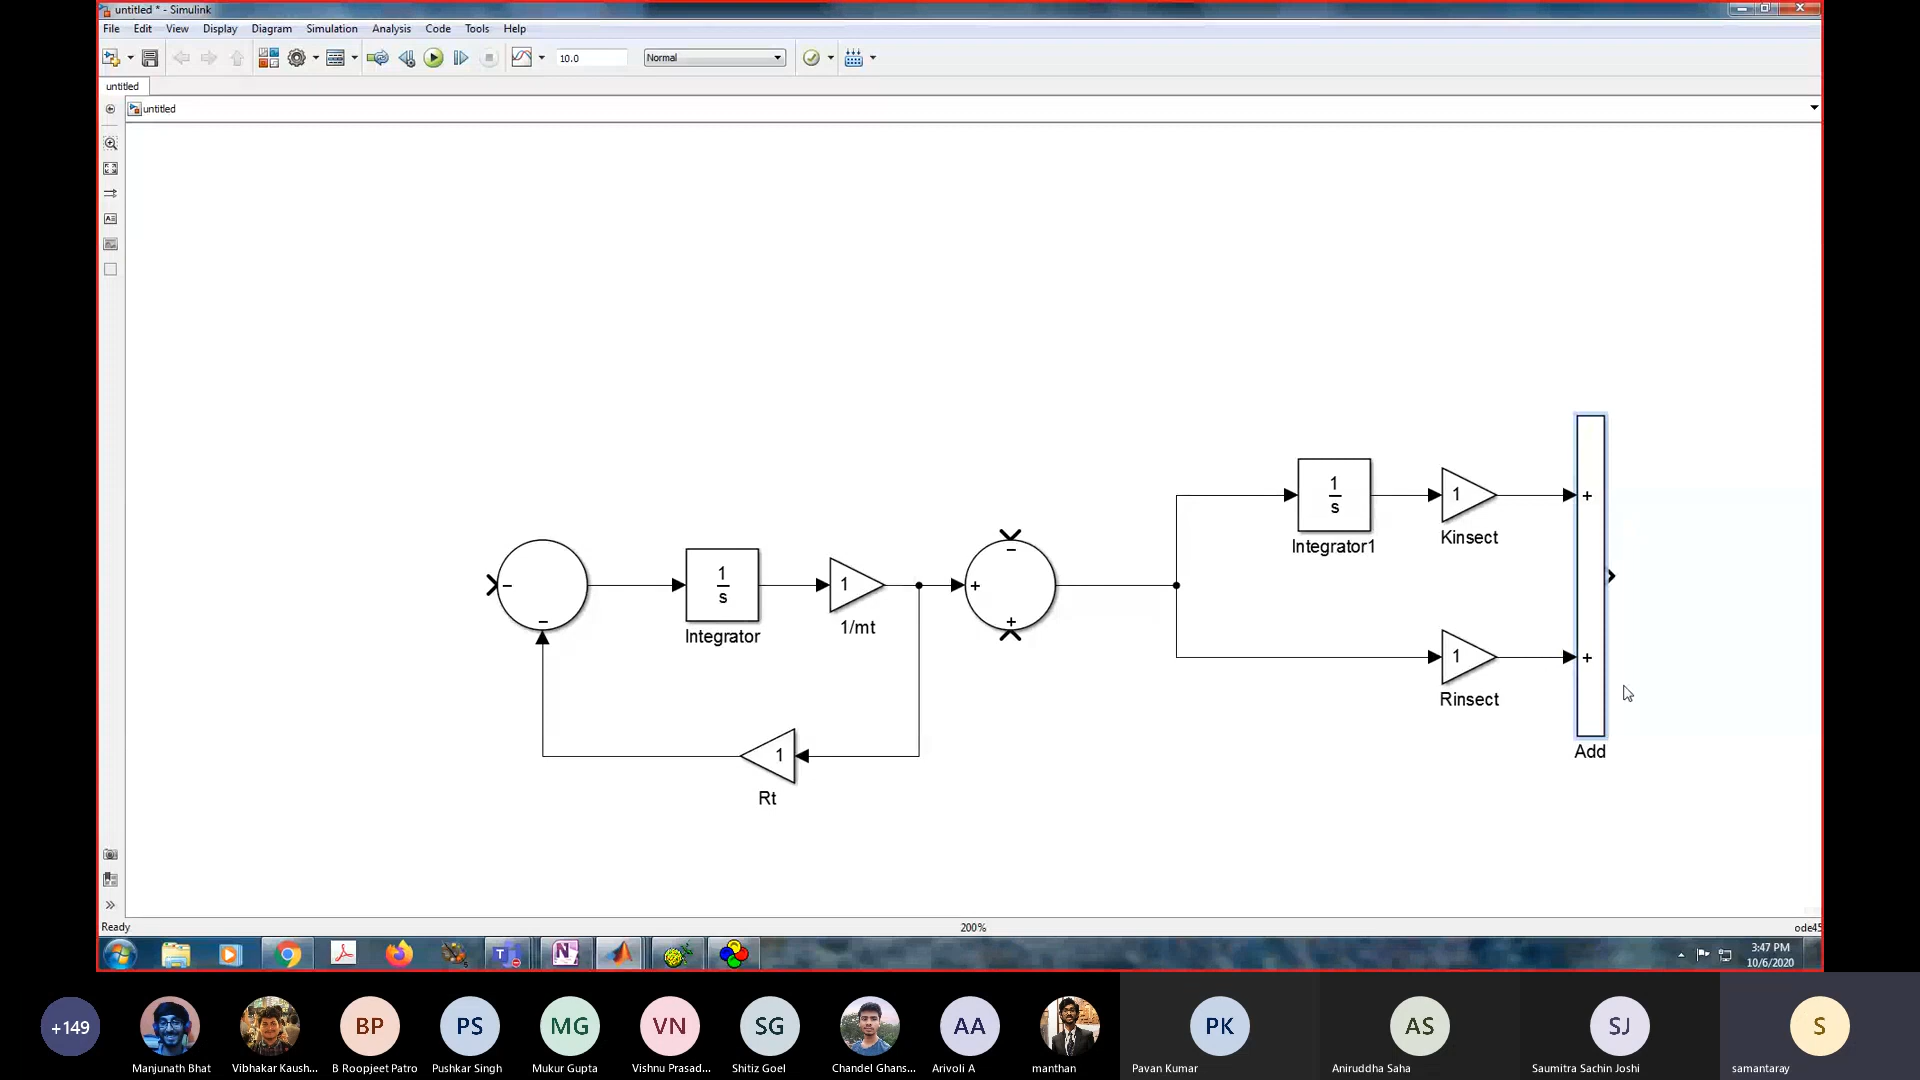 untitled * - Simulink
File Edit View Display Diagram Simulation Analysis Code Tools Help
10.0 Normal
untitled
untitled
1
s
Integrator1
1
Kinsect
+
−
−
1
s
Integrator
1
1/mt
−
+
+
1
Rinsect
+
Add
1
Rt
Ready 200% ode45
3:47 PM
10/6/2020
+149 BP PS MG VN SG AA PK AS SJ S
Manjunath Bhat Vibhakar Kaush... B Roopjeet Patro Pushkar Singh Mukur Gupta Vishnu Prasad... Shitiz Goel Chandel Ghans... Arivoli A manthan Pavan Kumar Aniruddha Saha Saumitra Sachin Joshi samantaray